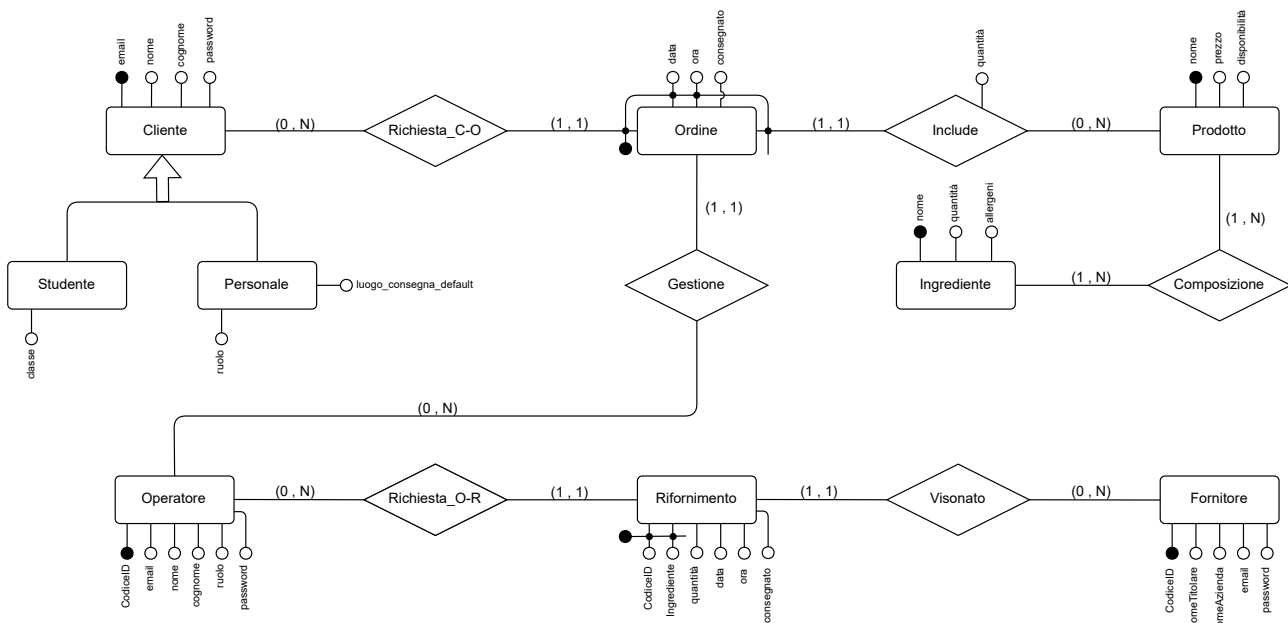 email
nome
cognome
password
data
ora
consegnato
quantità
nome
prezzo
disponibilità
Cliente
(0 , N)
Richiesta_C-O
(1 , 1)
Ordine
(1 , 1)
Include
(0 , N)
Prodotto
(1 , 1)
nome
quantità
allergeni
(1 , N)
Studente
Personale
luogo_consegna_default
Gestione
Ingrediente
(1 , N)
Composizione
classe
ruolo
(0 , N)
Operatore
(0 , N)
Richiesta_O-R
(1 , 1)
Rifornimento
(1 , 1)
Visonato
(0 , N)
Fornitore
CodiceID
email
nome
cognome
ruolo
password
CodiceID
Ingrediente
quantità
data
ora
consegnato
CodiceID
omeTitolare
omeAzienda
email
password